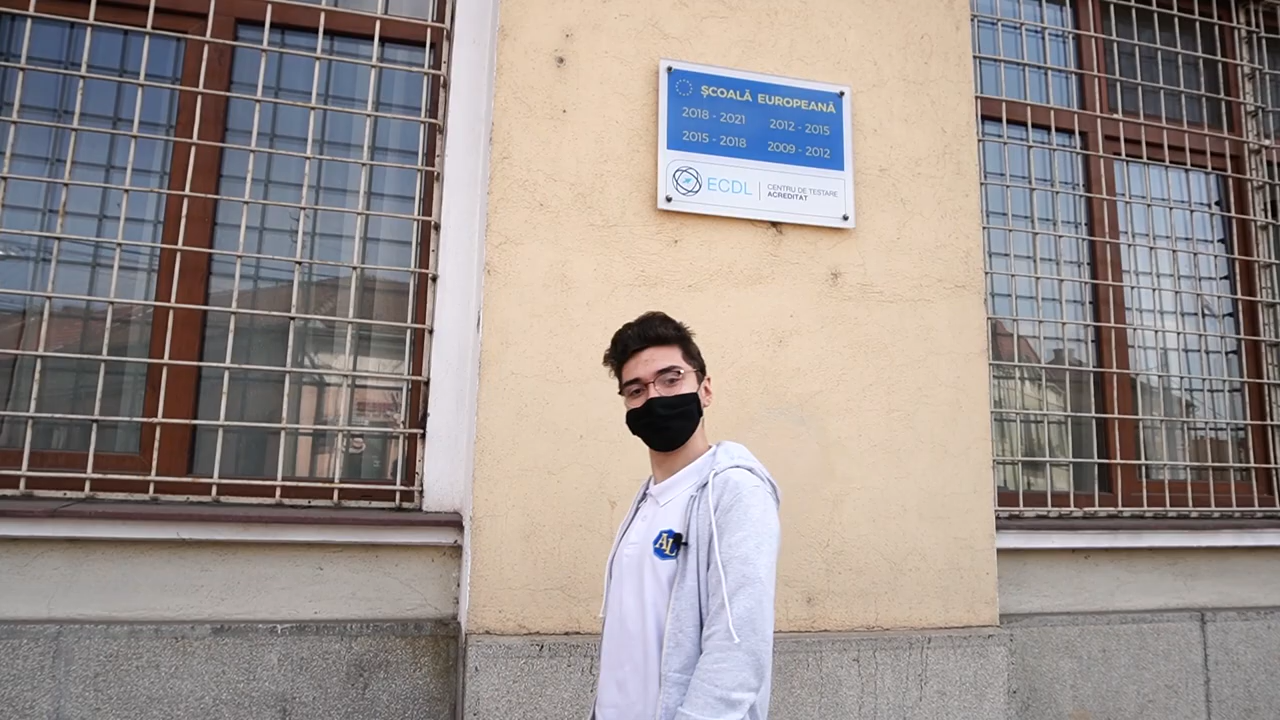 ȘCOALĂ EUROPEANĂ
2018 - 2021 2012 - 2015
2015 - 2018 2009 - 2012
ECDL
CENTRU DE TESTARE
ACREDITAT
AL